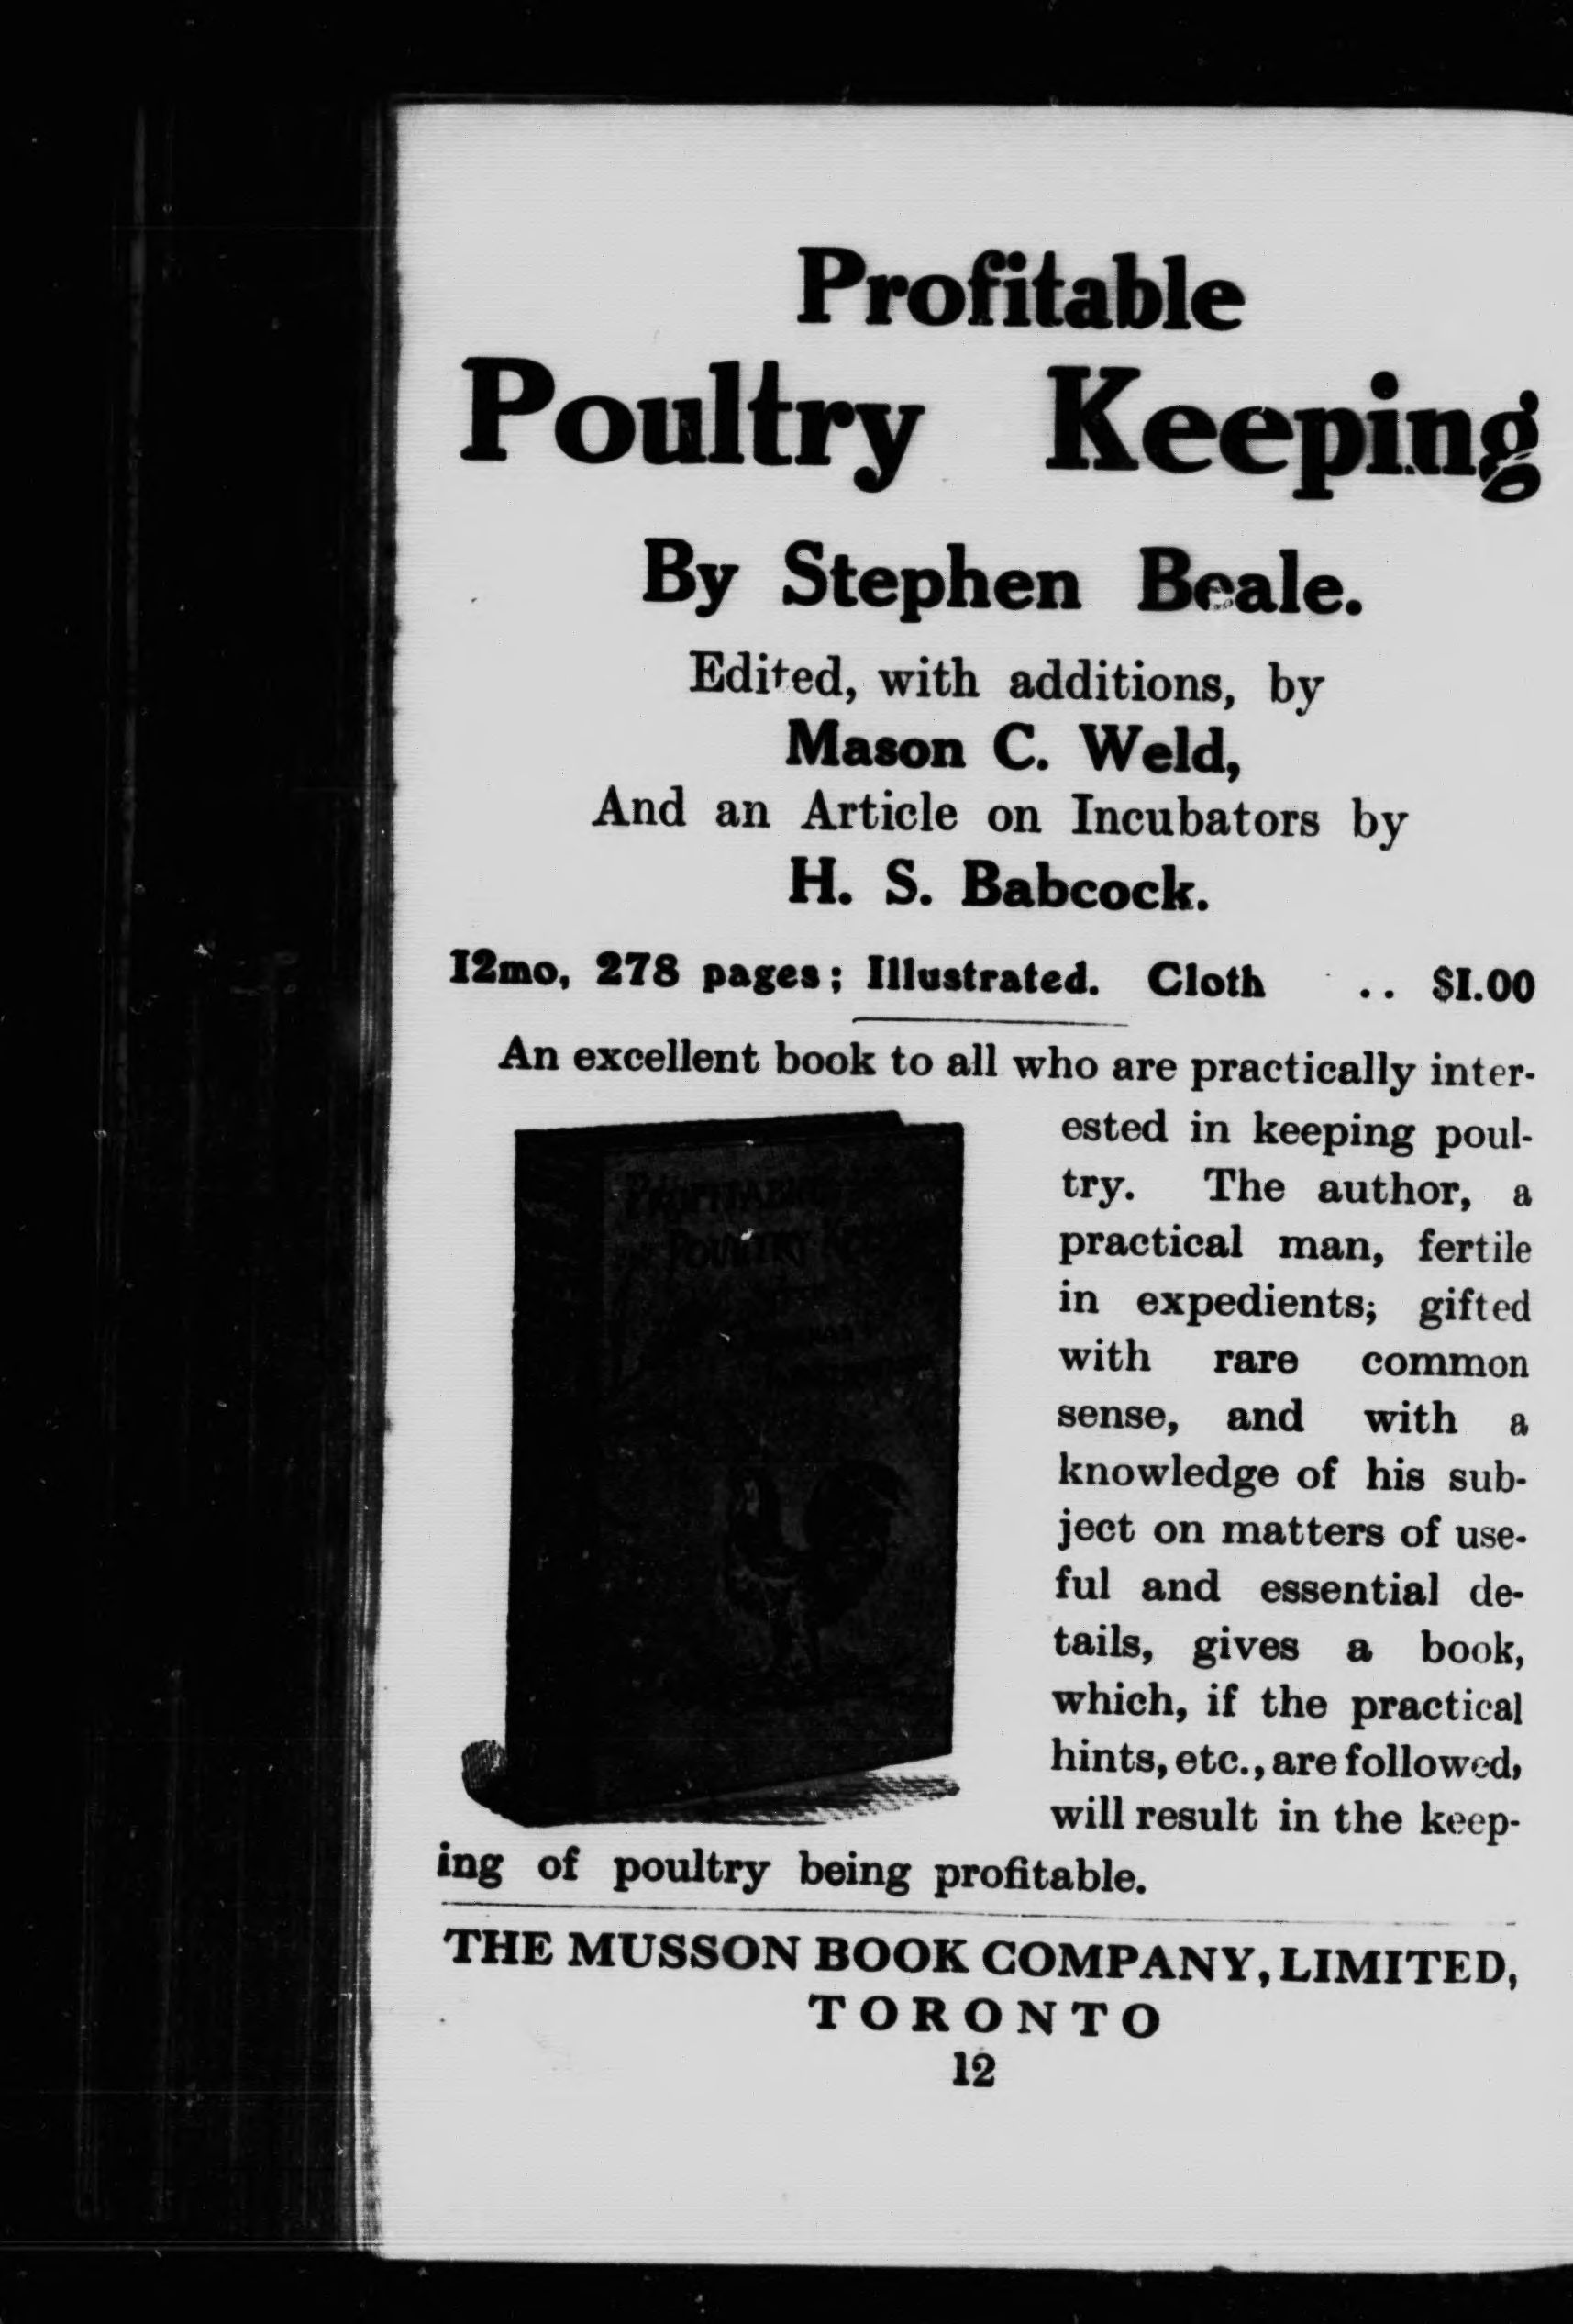 Profitable
Poultry Keeping
By Stephen Beale.
Edited, with additions, by
Mason C. Weld,
And an Article on Incubators by
H. S. Babcock.
12mo, 278 pages; Illustrated. Cloth .. $1.00
An excellent book to all who are practically inter-
ested in keeping poul-
try. The author, a
practical man, fertile
in expedients; gifted
with rare common
sense, and with a
knowledge of his sub-
ject on matters of use-
ful and essential de-
tails, gives a book,
which, if the practical
hints, etc., are followed,
will result in the keep-
ing of poultry being profitable.
PROFITABLE
POULTRY
THE MUSSON BOOK COMPANY, LIMITED,
TORONTO
12